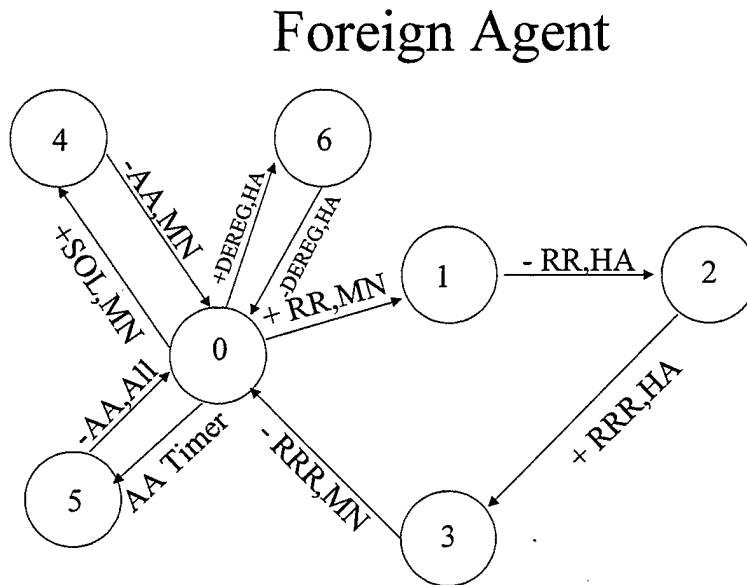 Foreign Agent
4
6
-AA,MN
+SOL,MN
+DEREG,HA
-DEREG,HA
1
- RR,HA
2
+ RR,MN
0
-AA,All
AA Timer
- RRR,MN
+ RRR,HA
5
3